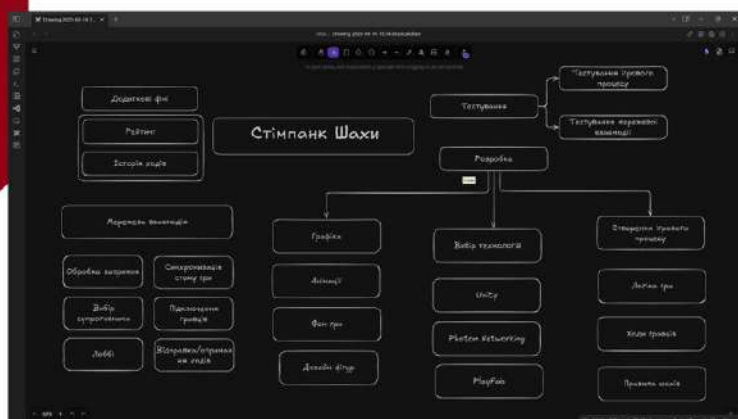 Стімпанк Шахи
Додаткові фічі
Рейтинг
Історія ходів
Мережева взаємодія
Обробка запитів
Синхронізація
стану гри
Вибір
супротивника
Підключення
гравців
Лоббі
Відправка/отриман
ня ходів
Тестування
Тестування ігрового
процесу
Тестування мережевої
взаємодії
Розробка
Графіка
Анімації
Фон гри
Дизайн фігур
Вибір технологій
Unity
Photon Networking
PlayFab
Створення ігрового
процесу
Логіка гри
Ходи гравців
Правила шахів